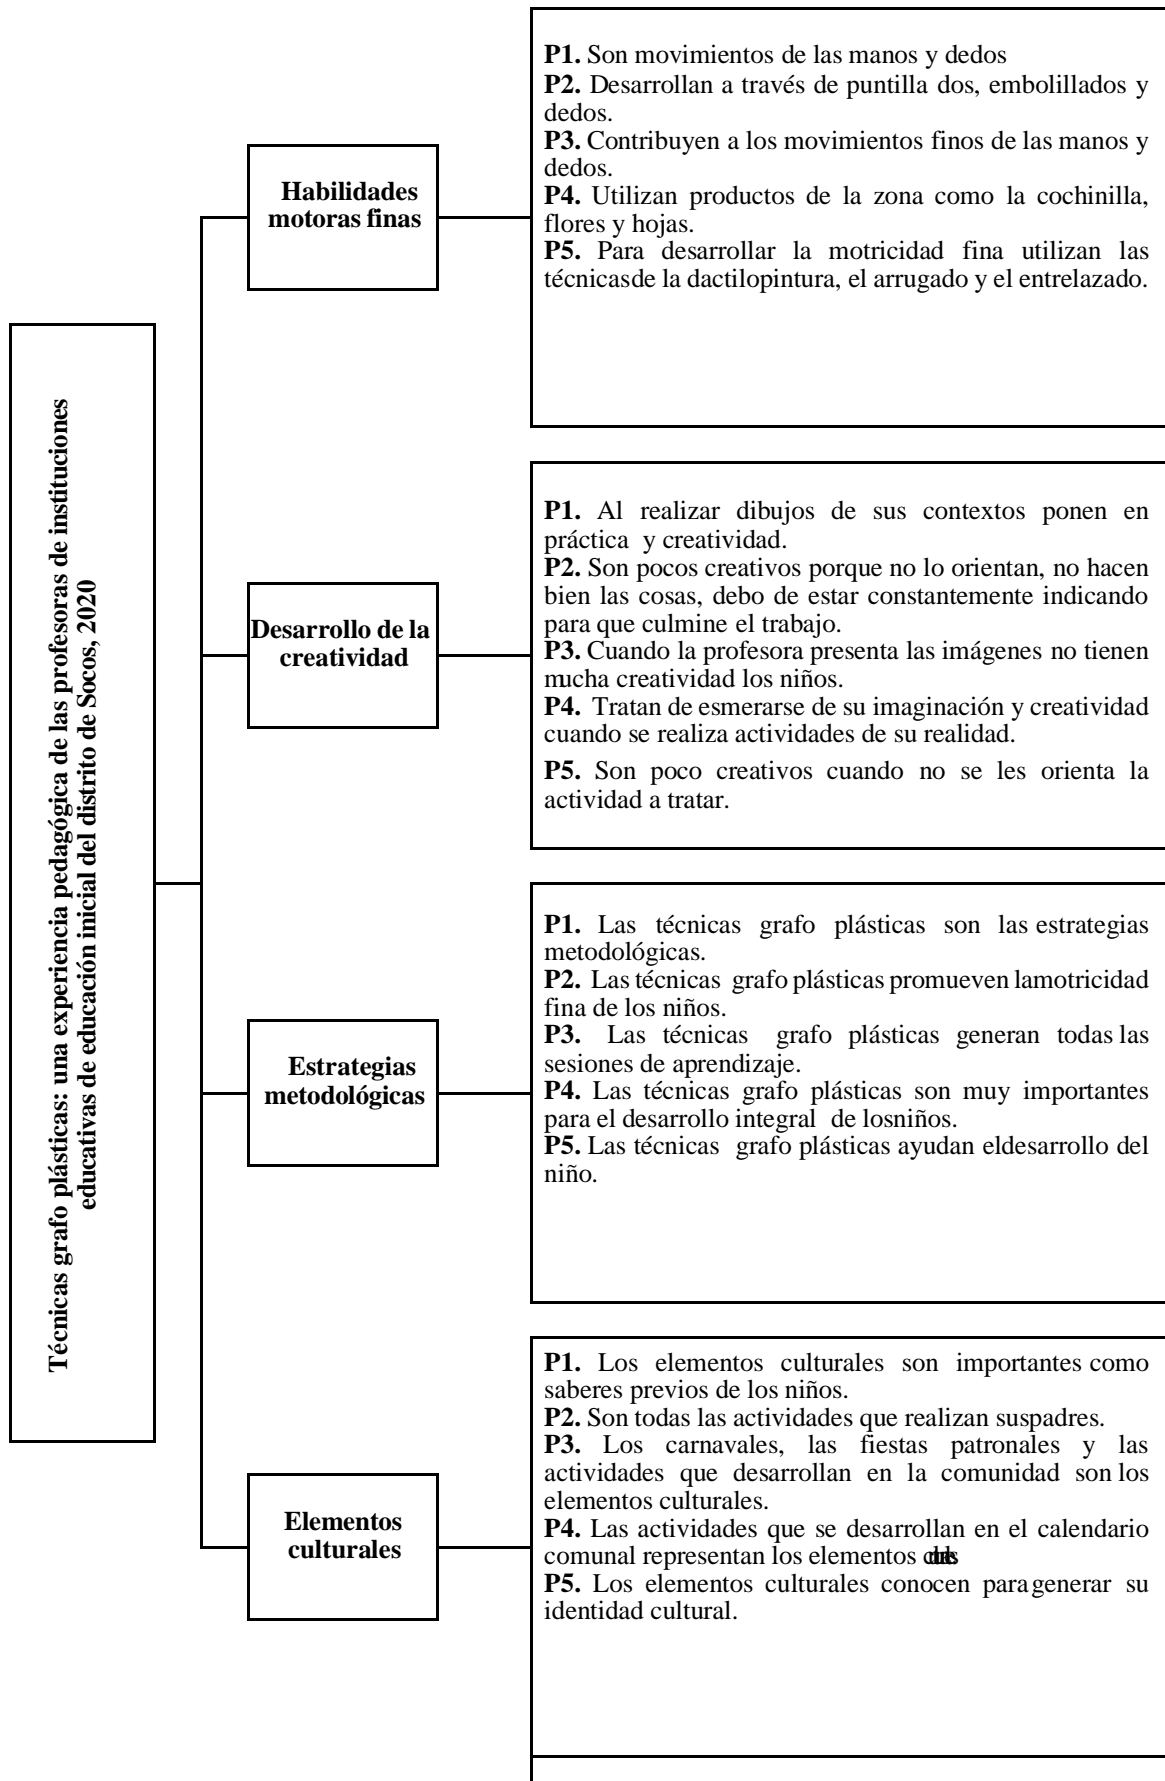 Técnicas grafo plásticas: una experiencia pedagógica de las profesoras de instituciones
educativas de educación inicial del distrito de Socos, 2020
Habilidades
motoras finas
P1. Son movimientos de las manos y dedos
P2. Desarrollan a través de puntilla dos, embolillados y
dedos.
P3. Contribuyen a los movimientos finos de las manos y
dedos.
P4. Utilizan productos de la zona como la cochinilla,
flores y hojas.
P5. Para desarrollar la motricidad fina utilizan las
técnicasde la dactilopintura, el arrugado y el entrelazado.
Desarrollo de la
creatividad
P1. Al realizar dibujos de sus contextos ponen en
práctica y creatividad.
P2. Son pocos creativos porque no lo orientan, no hacen
bien las cosas, debo de estar constantemente indicando
para que culmine el trabajo.
P3. Cuando la profesora presenta las imágenes no tienen
mucha creatividad los niños.
P4. Tratan de esmerarse de su imaginación y creatividad
cuando se realiza actividades de su realidad.
P5. Son poco creativos cuando no se les orienta la
actividad a tratar.
Estrategias
metodológicas
P1. Las técnicas grafo plásticas son las estrategias
metodológicas.
P2. Las técnicas grafo plásticas promueven lamotricidad
fina de los niños.
P3. Las técnicas grafo plásticas generan todas las
sesiones de aprendizaje.
P4. Las técnicas grafo plásticas son muy importantes
para el desarrollo integral de losniños.
P5. Las técnicas grafo plásticas ayudan eldesarrollo del
niño.
Elementos
culturales
P1. Los elementos culturales son importantes como
saberes previos de los niños.
P2. Son todas las actividades que realizan suspadres.
P3. Los carnavales, las fiestas patronales y las
actividades que desarrollan en la comunidad son los
elementos culturales.
P4. Las actividades que se desarrollan en el calendario
comunal representan los elementos
P5. Los elementos culturales conocen para generar su
identidad cultural.